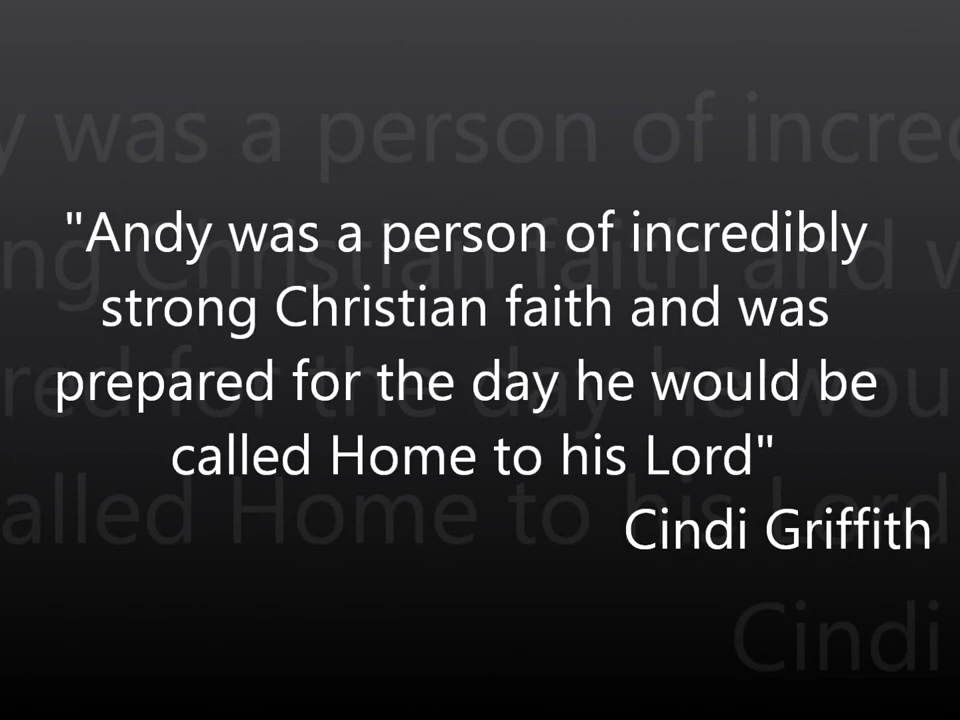 "Andy was a person of incredibly
strong Christian faith and was
prepared for the day he would be
called Home to his Lord"
Cindi Griffith